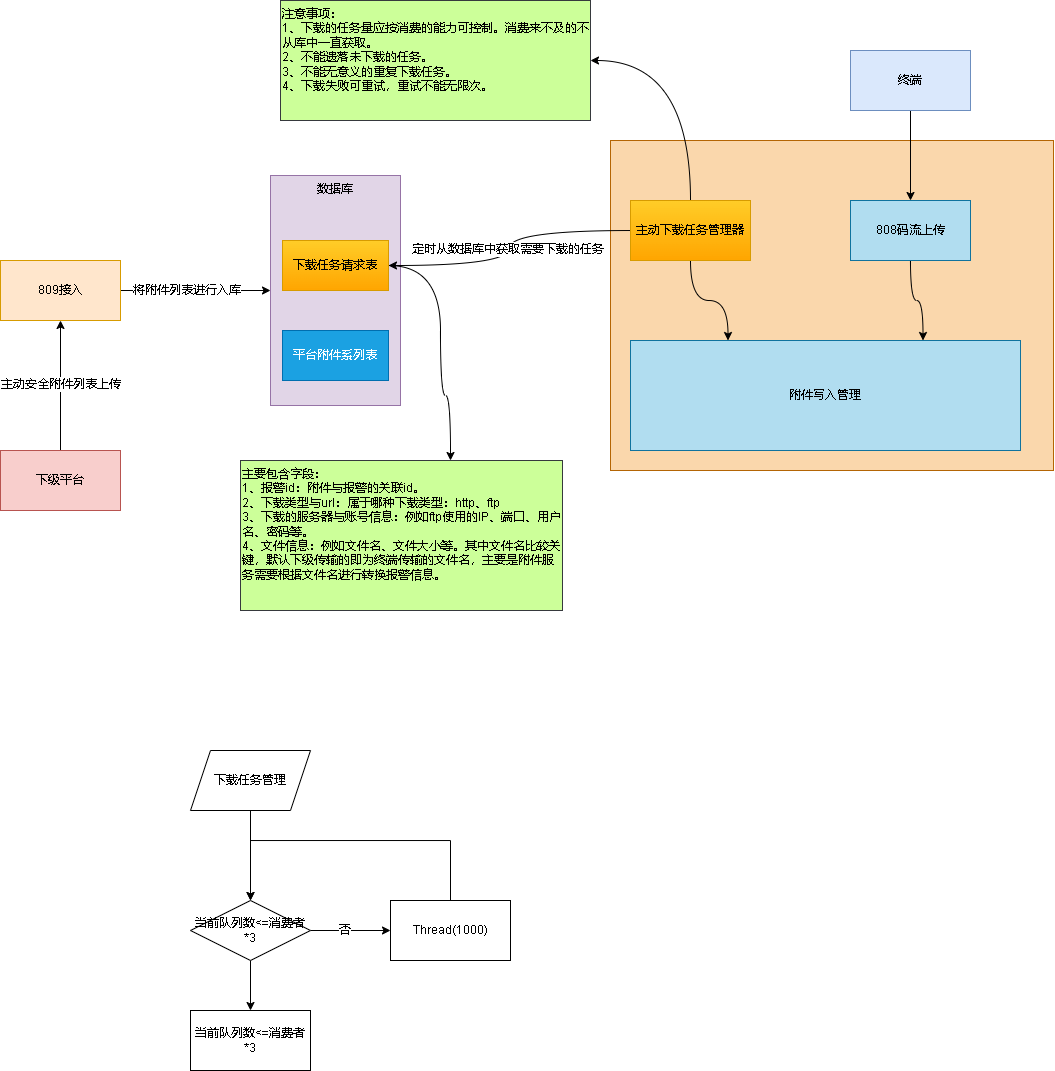 注意事项：
1、下载的任务量应按消费的能力可控制。消费来不及的不
从库中一直获取。
2、不能遗落未下载的任务。
3、不能无意义的重复下载任务。
4、下载失败可重试，重试不能无限次。
终端
数据库
主动下载任务管理器
808码流上传
定时从数据库中获取需要下载的任务
下载任务请求表
809接入
将附件列表进行入库
平台附件系列表
主动安全附件列表上传
附件写入管理
下级平台
主要包含字段：
1、报警id：附件与报警的关联id。
2、下载类型与url：属于哪种下载类型：http、ftp
3、下载的服务器与账号信息：例如ftp使用的IP、端口、用户
名、密码等。
4、文件信息：例如文件名、文件大小等。其中文件名比较关
键，默认下级传输的即为终端传输的文件名，主要是附件服
务需要根据文件名进行转换报警信息。
下载任务管理
当前队列数<=消费者
*3
否
Thread(1000)
当前队列数<=消费者
*3